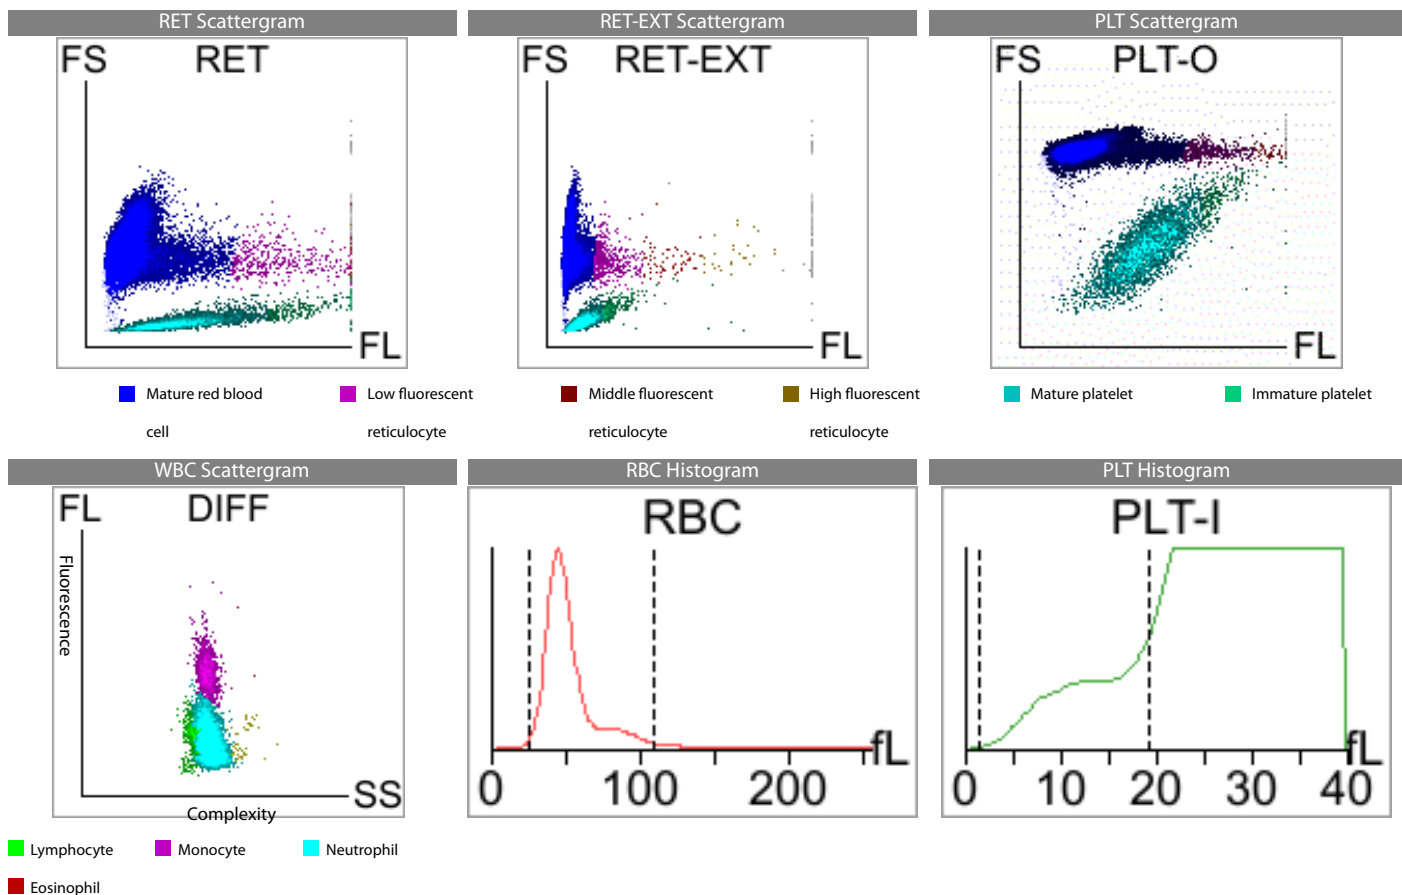 RET Scattergram
RET-EXT Scattergram
PLT Scattergram
FS RET
FL
FS RET-EXT
FL
FS PLT-O
FL
Mature red blood
cell
Low fluorescent
reticulocyte
Middle fluorescent
reticulocyte
High fluorescent
reticulocyte
Mature platelet
Immature platelet
WBC Scattergram
RBC Histogram
PLT Histogram
FL DIFF
Fluorescence
SS
Complexity
RBC
fL
0 100 200
PLT-I
fL
0 10 20 30 40
Lymphocyte
Monocyte
Neutrophil
Eosinophil